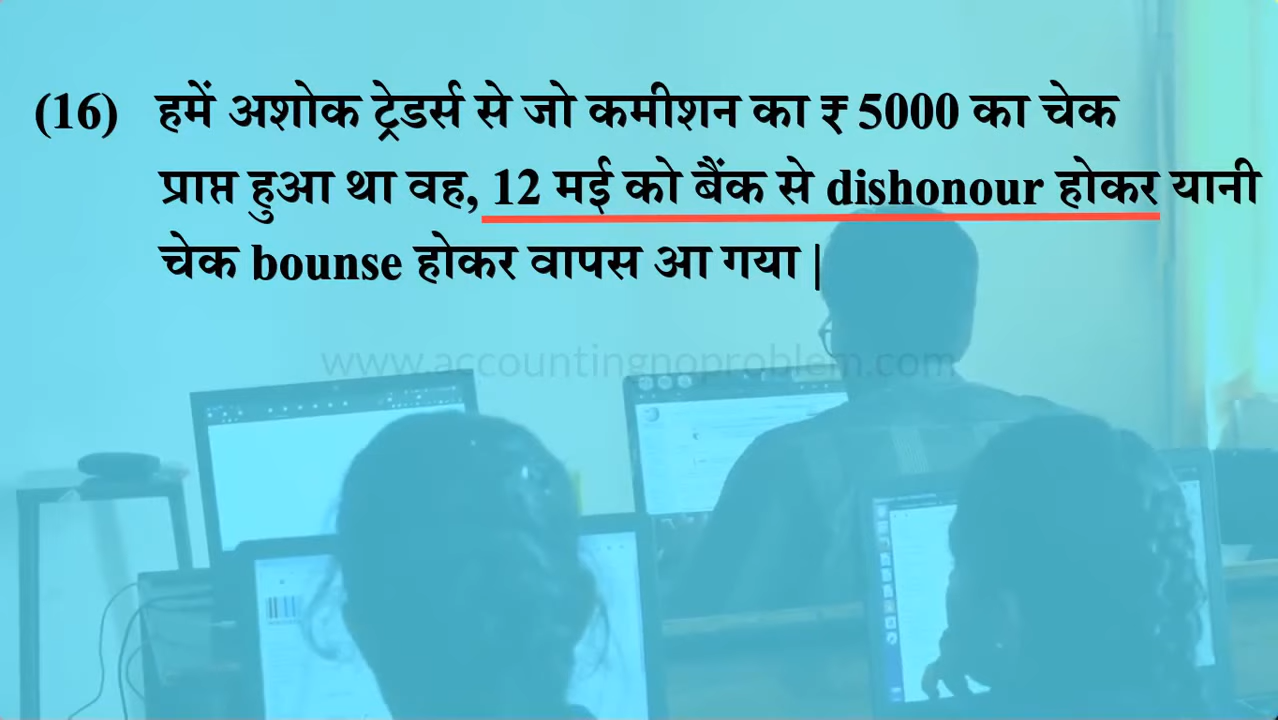 (16) हमें अशोक ट्रेडर्स से जो कमीशन का ₹ 5000 का चेक
प्राप्त हुआ था वह, 12 मई को बैंक से dishonour होकर यानी
चेक bounse होकर वापस आ गया |
www.accountingnoproblem.com